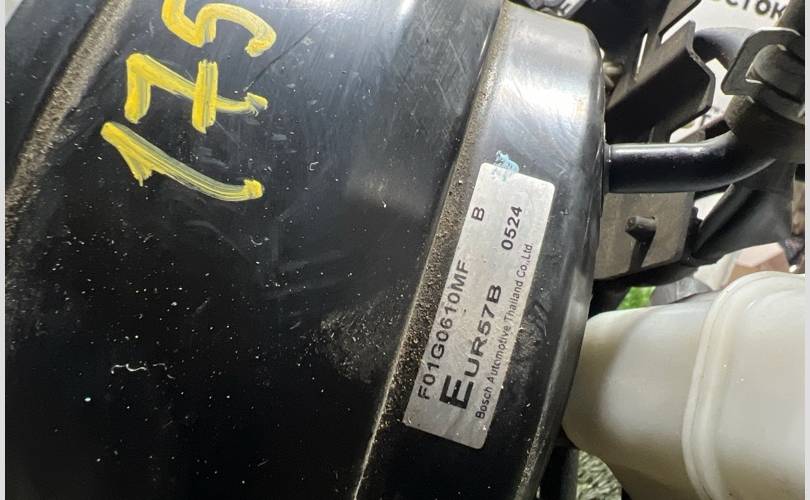 175
F01G0610MF B
EUR57B 0524
Bosch Automotive Thailand Co.,Ltd